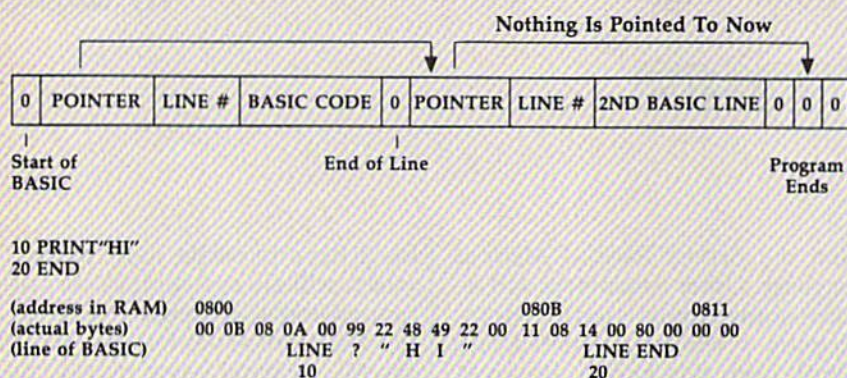 Nothing Is Pointed To Now
0 POINTER LINE # BASIC CODE 0 POINTER LINE # 2ND BASIC LINE 0 0 0
Start of BASIC End of Line Program Ends
10 PRINT"HI"
20 END
(address in RAM) 0800 080B 0811
(actual bytes) 00 0B 08 0A 00 99 22 48 49 22 00 11 08 14 00 80 00 00 00
(line of BASIC) LINE ? " H I " LINE END
10 20